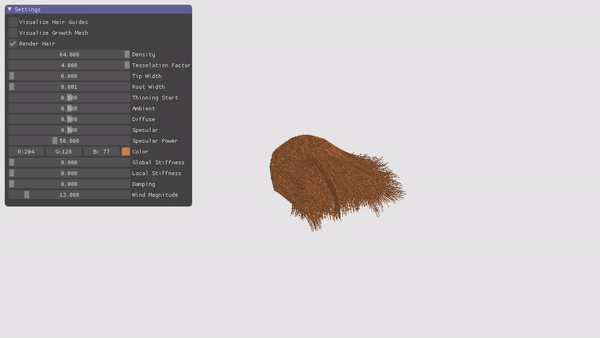 Settings
Visualize Hair Guides
Visualize Growth Mesh
Render Hair
64.000 Density
4.000 Tesselation Factor
0.000 Tip Width
0.001 Root Width
0.500 Thinning Start
0.500 Ambient
0.500 Diffuse
0.500 Specular
50.000 Specular Power
R:204 G:128 B: 77 Color
0.000 Global Stiffness
0.000 Local Stiffness
0.000 Damping
13.000 Wind Magnitude